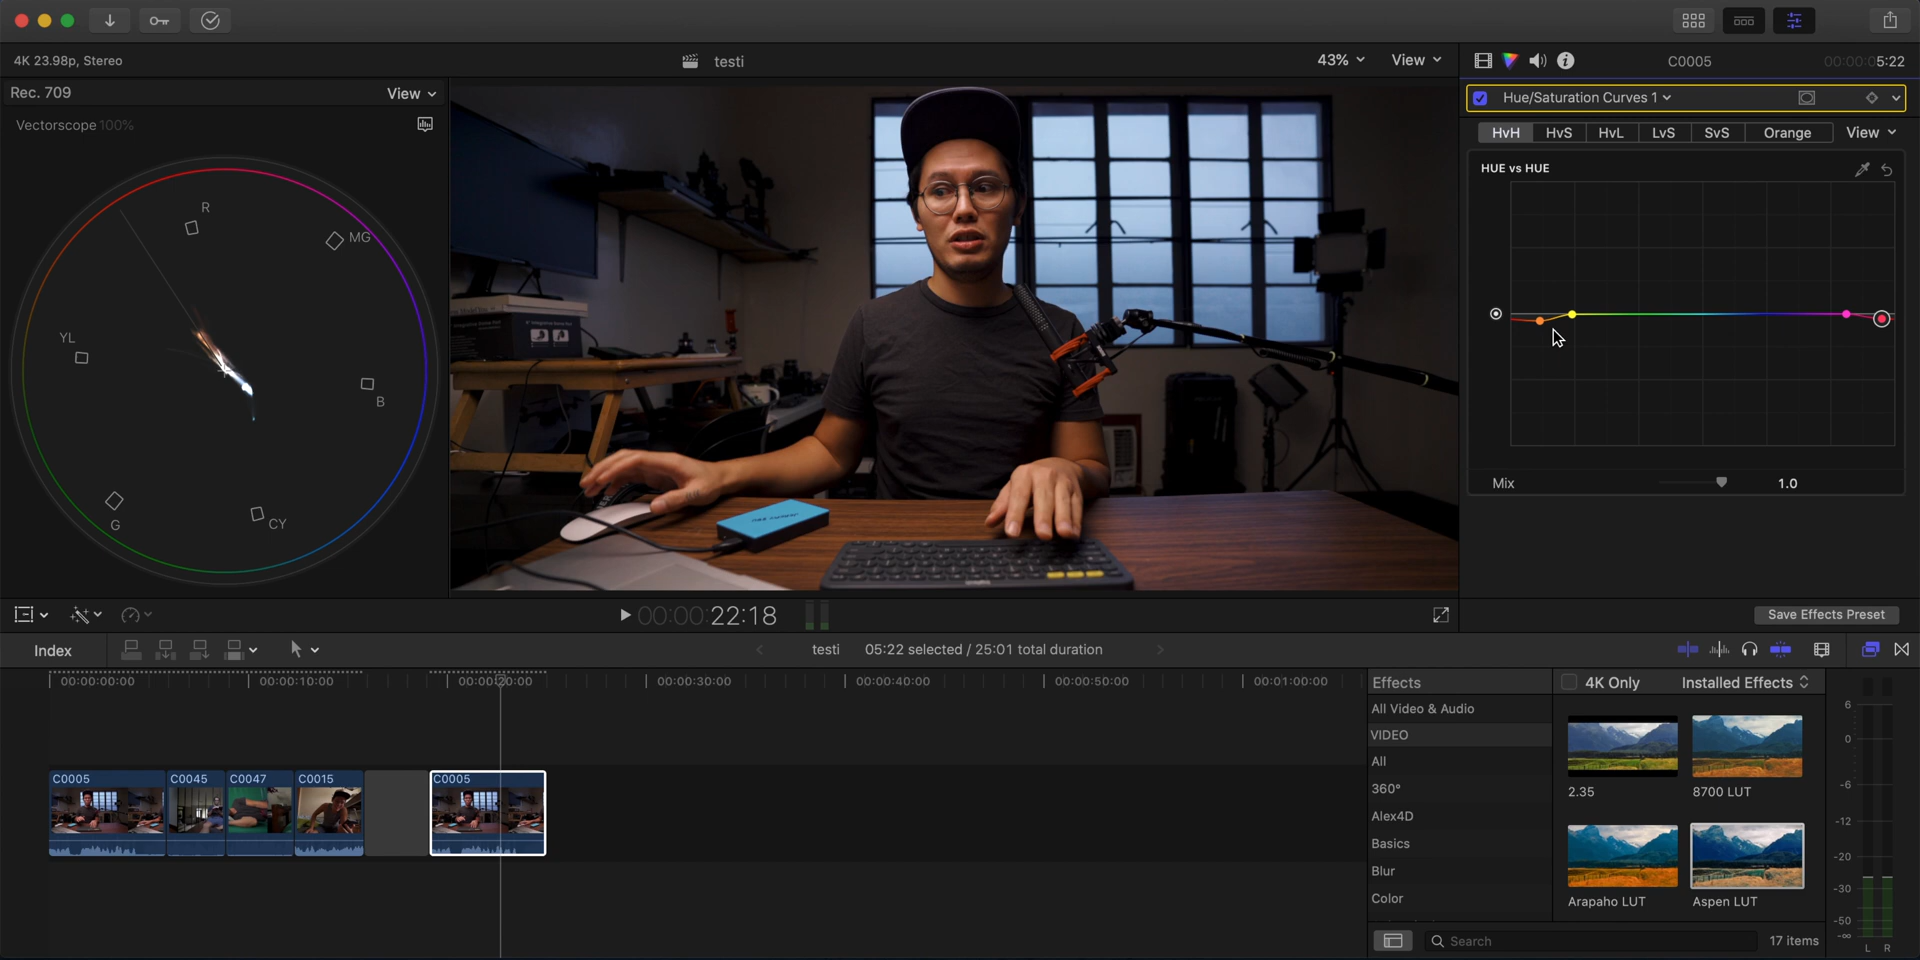 4K 23.98p, Stereo
testi
43%
View
C0005
00:00:05:22
Rec. 709
View
Vectorscope 100%
R
MG
YL
B
G
CY
Hue/Saturation Curves 1
HvH
HvS
HvL
LvS
SvS
Orange
View
HUE vs HUE
Mix
1.0
00:00:22:18
Save Effects Preset
Index
testi
05:22 selected / 25:01 total duration
00:00:00:00
00:00:10:00
00:00:20:00
00:00:30:00
00:00:40:00
00:00:50:00
00:01:00:00
C0005
C0045
C0047
C0015
C0005
Effects
4K Only
Installed Effects
All Video & Audio
VIDEO
All
360°
Alex4D
Basics
Blur
Color
2.35
8700 LUT
Arapaho LUT
Aspen LUT
Search
17 items
6
0
-6
-12
-20
-30
-50
-∞
L
R